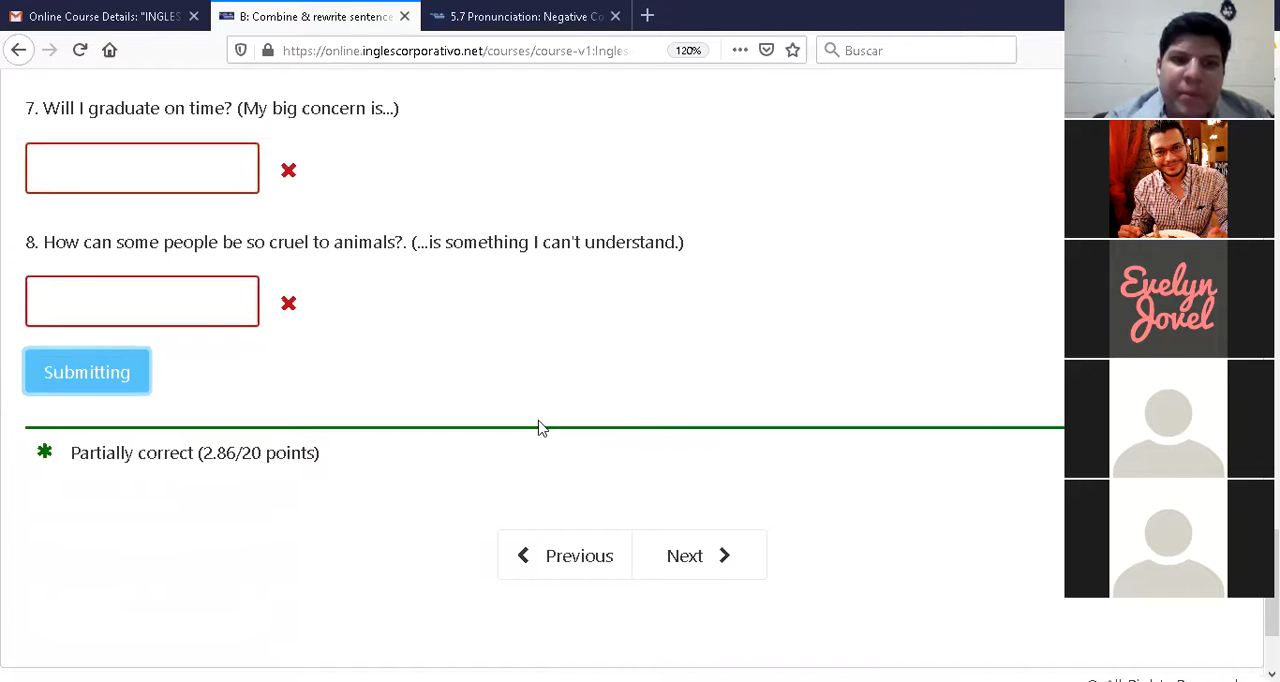 Online Course Details: "INGLES
B: Combine & rewrite sentence
5.7 Pronunciation: Negative Co
https://online.inglescorporativo.net/courses/course-v1:Ingles
120%
Buscar
7. Will I graduate on time? (My big concern is...)
8. How can some people be so cruel to animals?. (...is something I can't understand.)
Submitting
Partially correct (2.86/20 points)
Previous
Next
Evelyn
Jovel